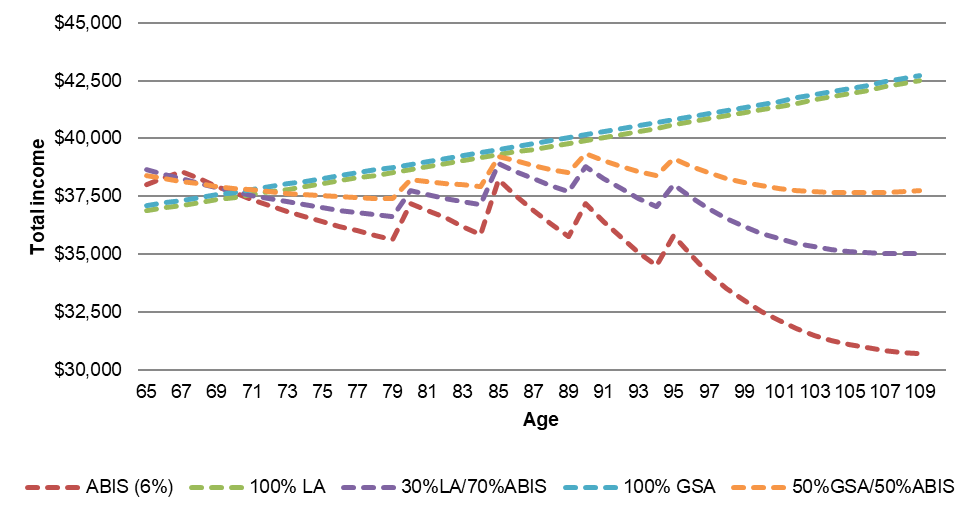 $45,000
$42,500
$40,000
$37,500
$35,000
$32,500
$30,000
Total income
65 67 69 71 73 75 77 79 81 83 85 87 89 91 93 95 97 99 101 103 105 107 109
Age
ABIS (6%) 100% LA 30%LA/70%ABIS 100% GSA 50%GSA/50%ABIS